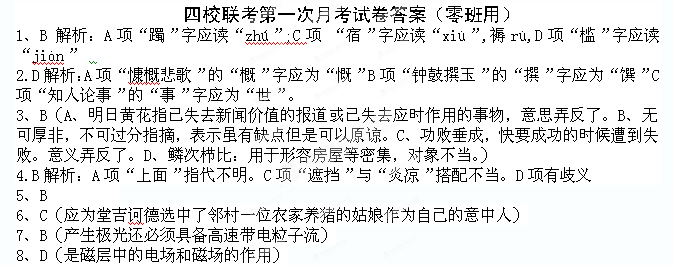 四校联考第一次月考试卷答案（零班用）
1、B 解析：A项“躅”字应读“zhú”;C项 “宿”字应读“xiù”,褥rù,D项“槛”字应读
“jiàn”
2.D解析:A项“慷慨悲歌”的“慨”字应为“慨”B项“钟鼓撰玉”的“撰”字应为“馔”C
项“知人论事”的“事”字应为“世”。
3、B（A、明日黄花指已失去新闻价值的报道或已失去应时作用的事物，意思弄反了。B、无
可厚非，不可过分指摘，表示虽有缺点但是可以原谅。C、功败垂成，快要成功的时候遭到失
败。意义弄反了。D、鳞次栉比：用于形容房屋等密集，对象不当。）
4.B解析：A项“上面”指代不明。C项“遮挡”与“炎凉”搭配不当。D项有歧义
5、B
6、C（应为堂吉诃德选中了邻村一位农家养猪的姑娘作为自己的意中人）
7、B（产生极光还必须具备高速带电粒子流）
8、D（是磁层中的电场和磁场的作用）